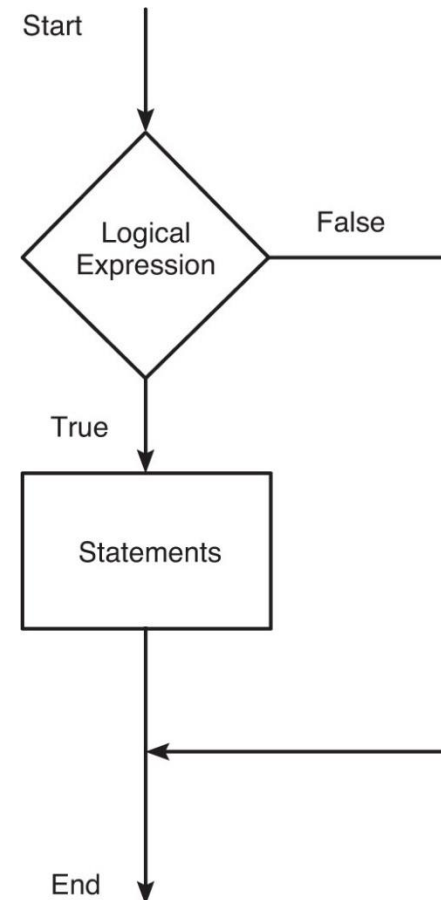 Start
Logical
Expression
False
True
Statements
End